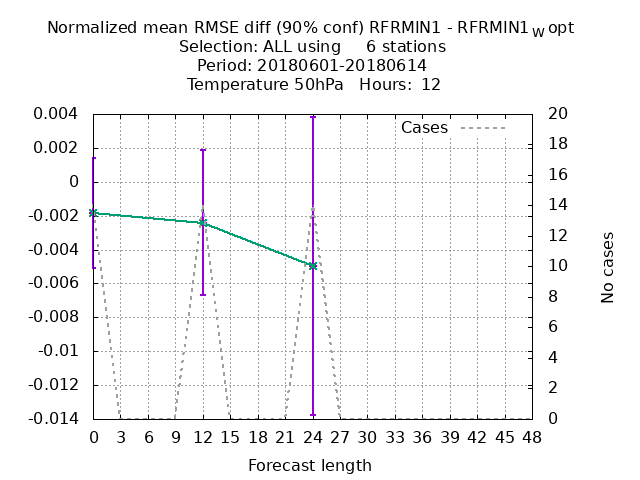 Normalized mean RMSE diff (90% conf) RFRMIN1 - RFRMIN1wopt
Selection: ALL using     6 stations
Period: 20180601-20180614
Temperature 50hPa   Hours:  12
Cases
0.004
0.002
0
-0.002
-0.004
-0.006
-0.008
-0.01
-0.012
-0.014
20
18
16
14
12
10
8
6
4
2
0
No cases
0 3 6 9 12 15 18 21 24 27 30 33 36 39 42 45 48
Forecast length